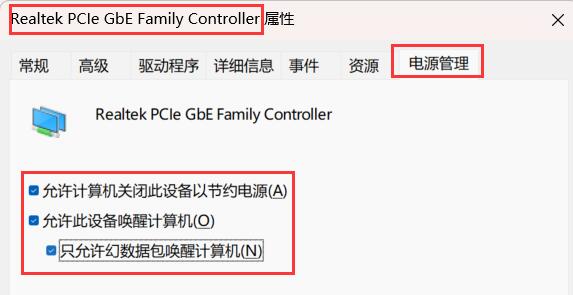 Realtek PCIe GbE Family Controller 属性
常规 高级 驱动程序 详细信息 事件 资源 电源管理
Realtek PCIe GbE Family Controller
允许计算机关闭此设备以节约电源(A)
允许此设备唤醒计算机(O)
只允许幻数据包唤醒计算机(N)